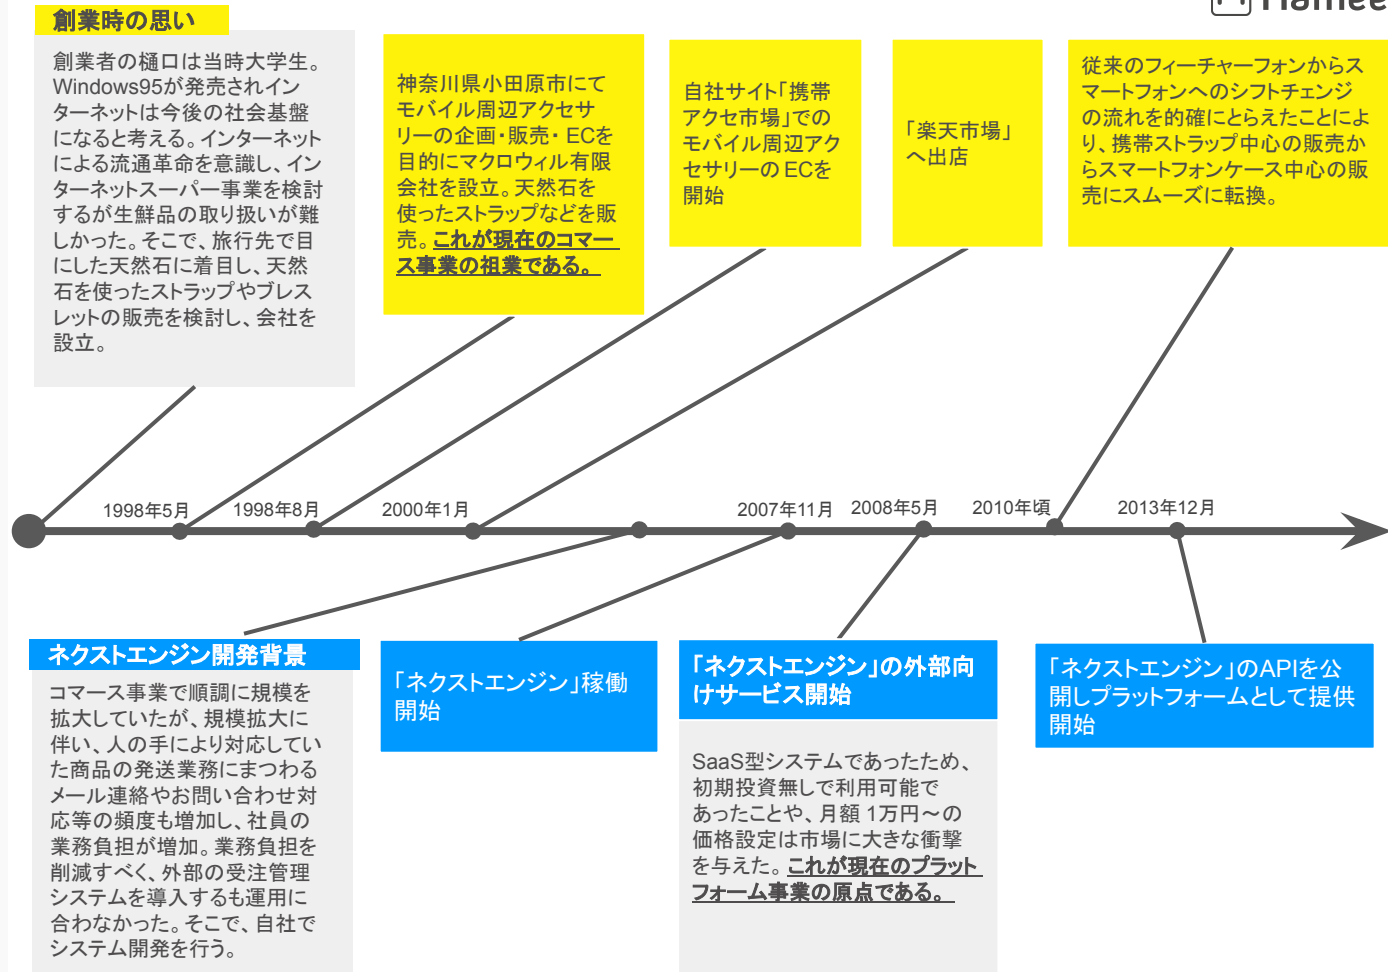 創業時の思い
創業者の樋口は当時大学生。
Windows95が発売されイン
ターネットは今後の社会基盤
になると考える。インターネット
による流通革命を意識し、イン
ターネットスーパー事業を検討
するが生鮮品の取り扱いが難
しかった。そこで、旅行先で目
にした天然石に着目し、天然
石を使ったストラップやブレス
レットの販売を検討し、会社を
設立。
神奈川県小田原市にて
モバイル周辺アクセサ
リーの企画・販売・ECを
目的にマクロウィル有限
会社を設立。天然石を
使ったストラップなどを販
売。これが現在のコマー
ス事業の祖業である。
自社サイト「携帯
アクセ市場」での
モバイル周辺アク
セサリーのECを
開始
「楽天市場」
へ出店
従来のフィーチャーフォンからス
マートフォンへのシフトチェンジ
の流れを的確にとらえたことによ
り、携帯ストラップ中心の販売か
らスマートフォンケース中心の販
売にスムーズに転換。
1998年5月
1998年8月
2000年1月
2007年11月
2008年5月
2010年頃
2013年12月
ネクストエンジン開発背景
コマース事業で順調に規模を
拡大していたが、規模拡大に
伴い、人の手により対応してい
た商品の発送業務にまつわる
メール連絡やお問い合わせ対
応等の頻度も増加し、社員の
業務負担が増加。業務負担を
削減すべく、外部の受注管理
システムを導入するも運用に
合わなかった。そこで、自社で
システム開発を行う。
「ネクストエンジン」稼働
開始
「ネクストエンジン」の外部向
けサービス開始
SaaS型システムであったため、
初期投資無しで利用可能で
あったことや、月額1万円～の
価格設定は市場に大きな衝撃
を与えた。これが現在のプラット
フォーム事業の原点である。
「ネクストエンジン」のAPIを公
開しプラットフォームとして提供
開始